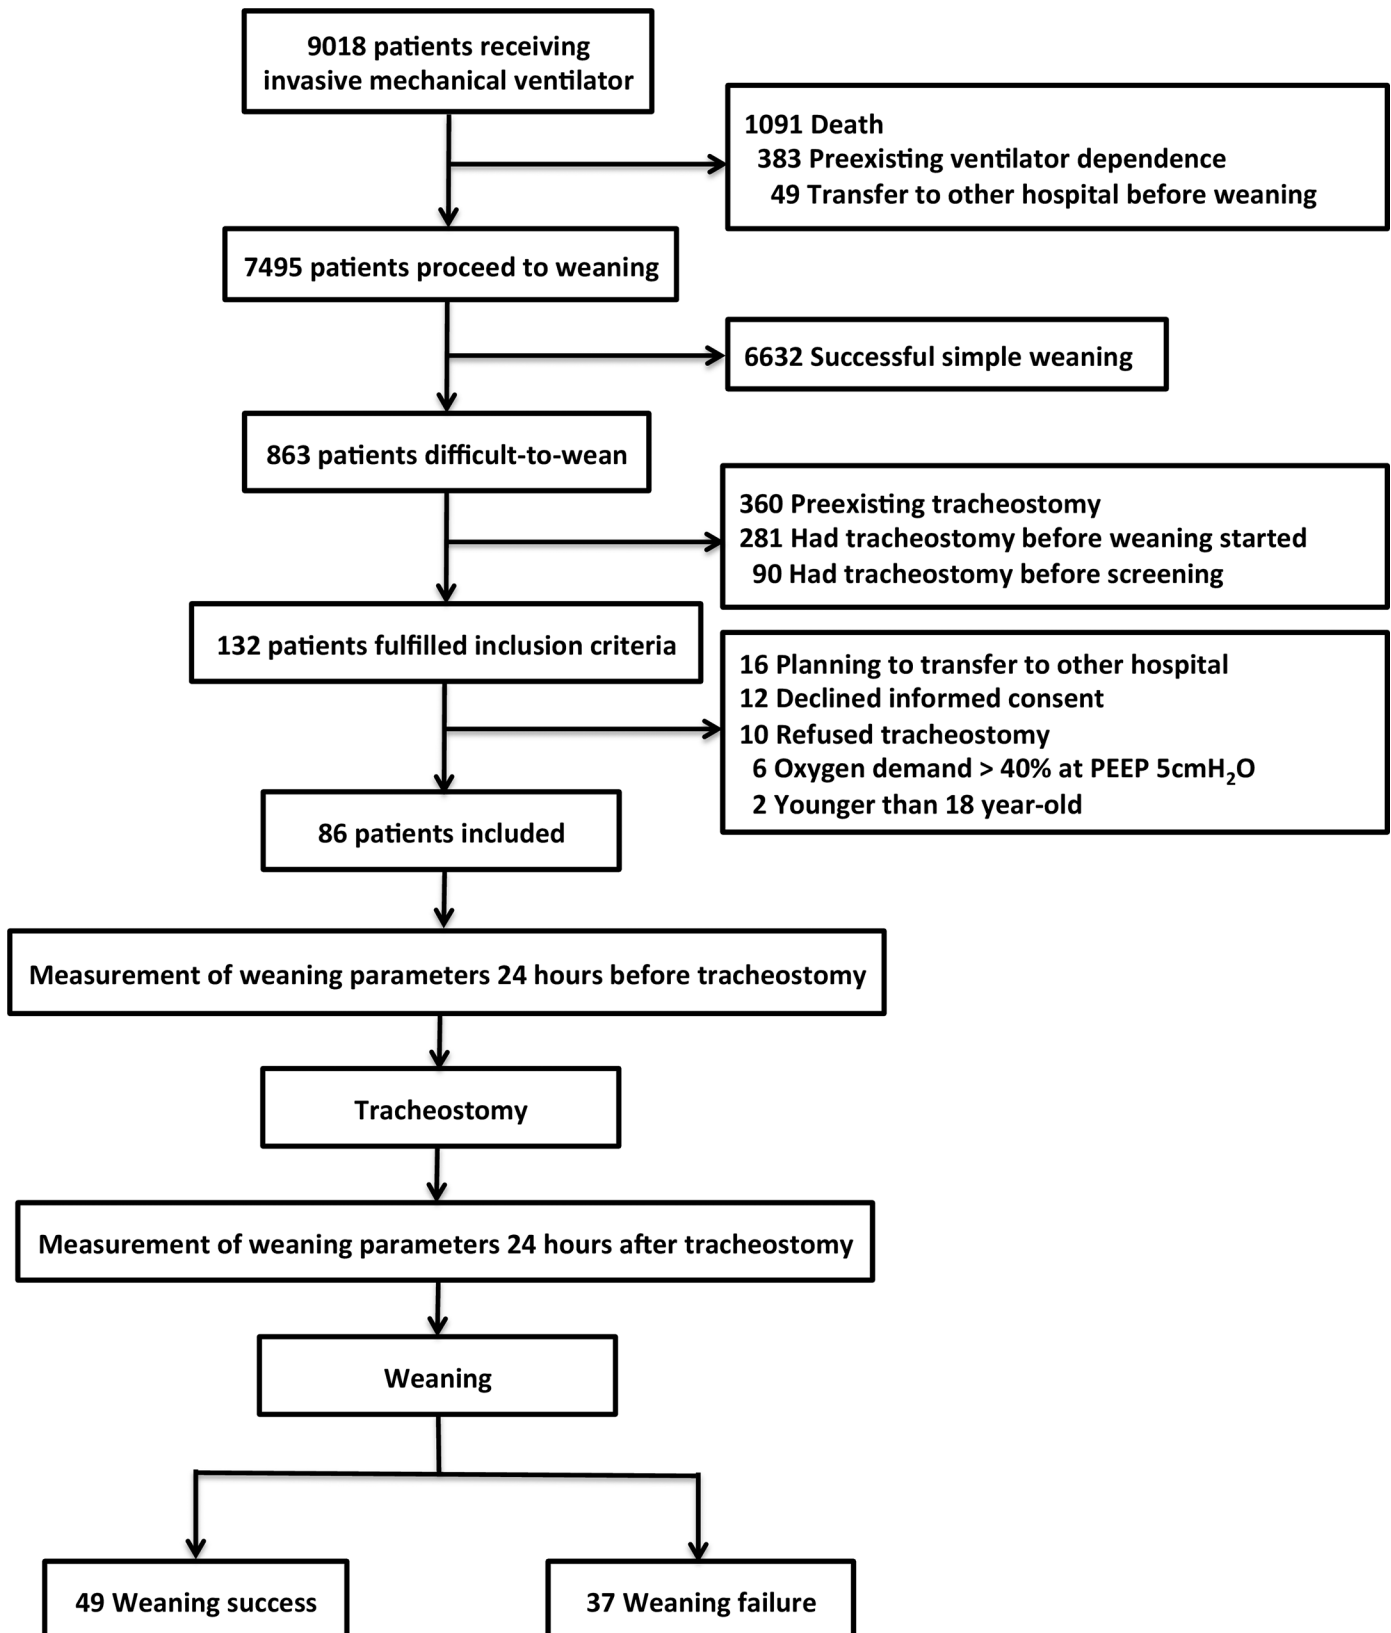 9018 patients receiving
invasive mechanical ventilator
1091 Death
383 Preexisting ventilator dependence
49 Transfer to other hospital before weaning
7495 patients proceed to weaning
6632 Successful simple weaning
863 patients difficult-to-wean
360 Preexisting tracheostomy
281 Had tracheostomy before weaning started
90 Had tracheostomy before screening
132 patients fulfilled inclusion criteria
16 Planning to transfer to other hospital
12 Declined informed consent
10 Refused tracheostomy
6 Oxygen demand > 40% at PEEP 5cmH₂O
2 Younger than 18 year-old
86 patients included
Measurement of weaning parameters 24 hours before tracheostomy
Tracheostomy
Measurement of weaning parameters 24 hours after tracheostomy
Weaning
49 Weaning success
37 Weaning failure